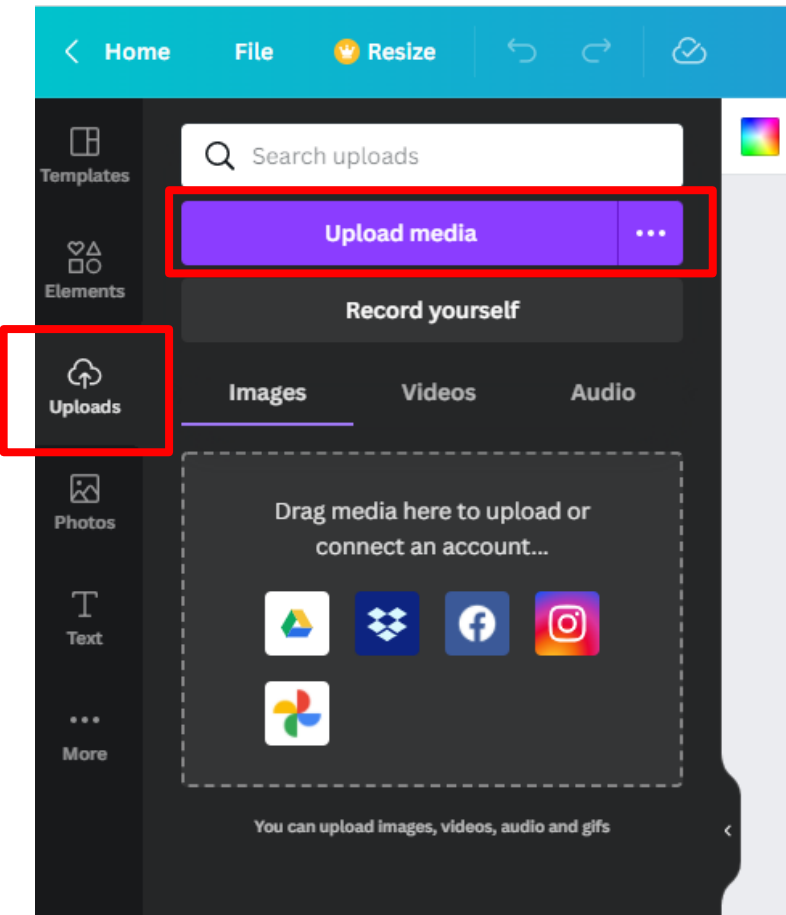 Home File Resize
Templates
Search uploads
Upload media
Elements
Record yourself
Uploads
Images Videos Audio
Photos
Drag media here to upload or
connect an account...
Text
More
You can upload images, videos, audio and gifs